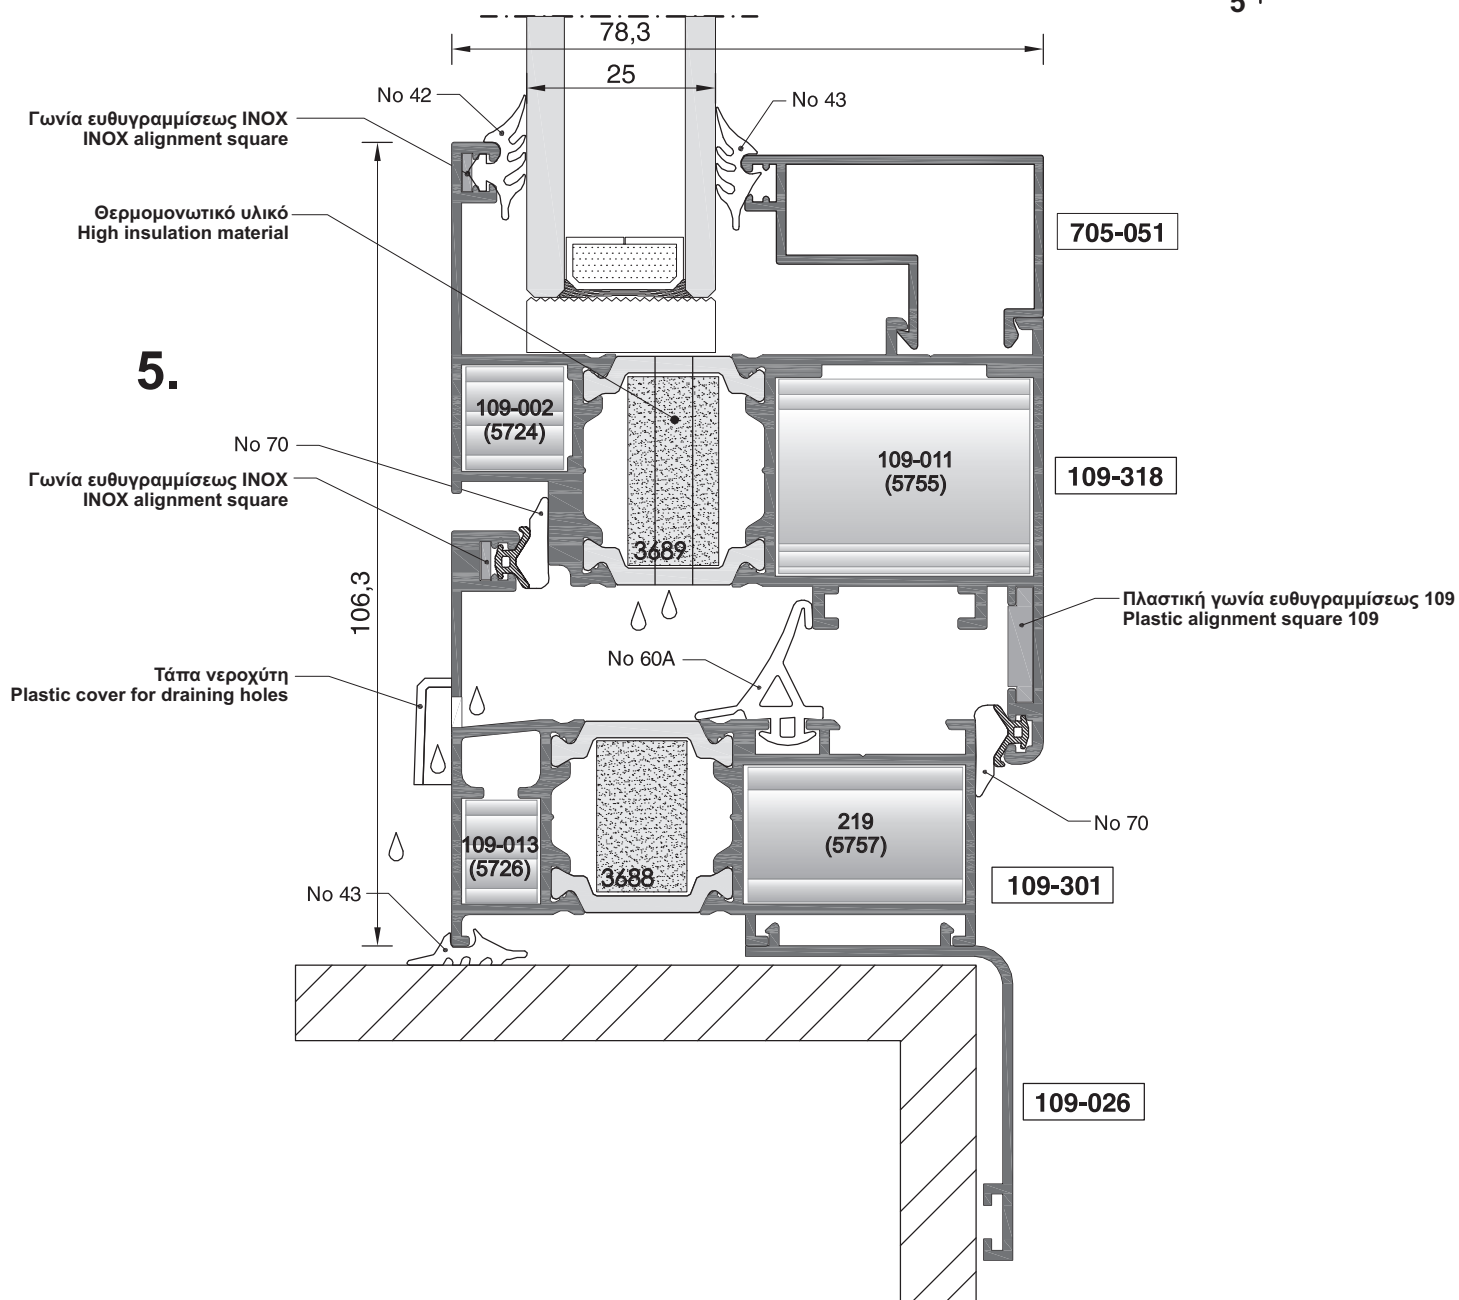 5
78,3
25
No 42
No 43
Γωνία ευθυγραμμίσεως INOX
INOX alignment square
Θερμομονωτικό υλικό
High insulation material
705-051
5.
109-002
(5724)
No 70
109-011
(5755)
109-318
Γωνία ευθυγραμμίσεως INOX
INOX alignment square
3689
106,3
Πλαστική γωνία ευθυγραμμίσεως 109
Plastic alignment square 109
No 60A
Τάπα νεροχύτη
Plastic cover for draining holes
219
(5757)
No 70
109-013
(5726)
3688
109-301
No 43
109-026